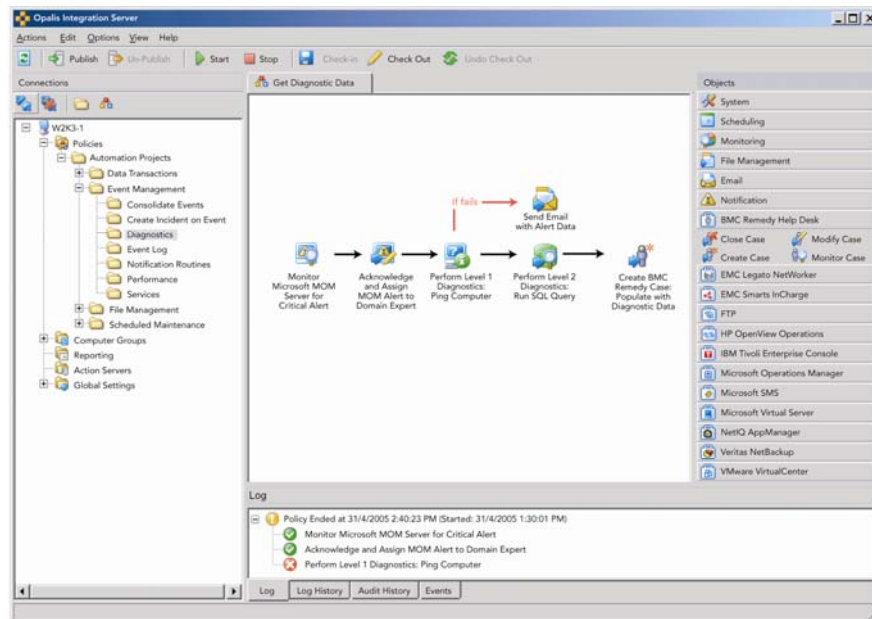 Opalis Integration Server
Actions Edit Options View Help
Publish Un-Publish Start Stop Check-in Check Out Undo Check Out
Connections
W2K3-1
Policies
Automation Projects
Data Transactions
Event Management
Consolidate Events
Create Incident on Event
Diagnostics
Event Log
Notification Routines
Performance
Services
File Management
Scheduled Maintenance
Computer Groups
Reporting
Action Servers
Global Settings
Get Diagnostic Data
If fails
Send Email
with Alert Data
Monitor
Microsoft MOM
Server for
Critical Alert
Acknowledge
and Assign
MOM Alert to
Domain Expert
Perform Level 1
Diagnostics:
Ping Computer
Perform Level 2
Diagnostics:
Run SQL Query
Create BMC
Remedy Case:
Populate with
Diagnostic Data
Objects
System
Scheduling
Monitoring
File Management
Email
Notification
BMC Remedy Help Desk
Close Case Modify Case
Create Case Monitor Case
EMC Legato NetWorker
EMC Smarts InCharge
FTP
HP OpenView Operations
IBM Tivoli Enterprise Console
Microsoft Operations Manager
Microsoft SMS
Microsoft Virtual Server
NetIQ AppManager
Veritas NetBackup
VMware VirtualCenter
Log
Policy Ended at 31/4/2005 2:40:23 PM (Started: 31/4/2005 1:30:01 PM)
Monitor Microsoft MOM Server for Critical Alert
Acknowledge and Assign MOM Alert to Domain Expert
Perform Level 1 Diagnostics: Ping Computer
Log Log History Audit History Events